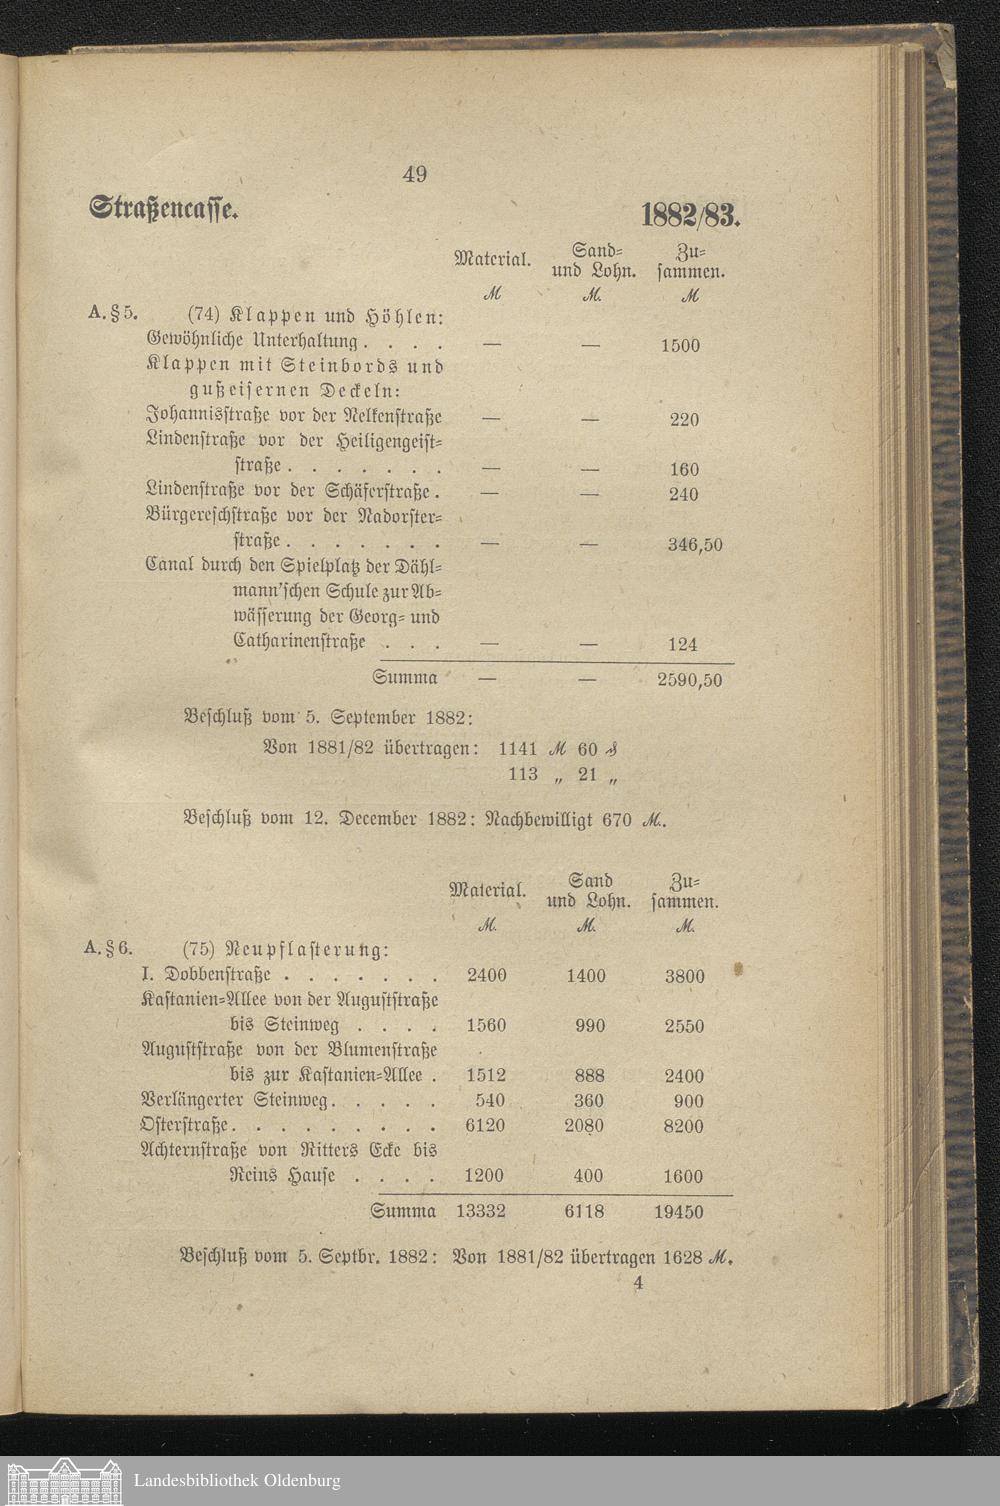 49
Straßencasse. 1882/83.
Material. Sand- Zu-
und Lohn. sammen.
M M. M
A. § 5. (74) Klappen und Höhlen:
Gewöhnliche Unterhaltung . . . . — — 1500
Klappen mit Steinbords und
gußeisernen Deckeln:
Johannisstraße vor der Nelkenstraße — — 220
Lindenstraße vor der Heiligengeist-
straße . . . . . . . — — 160
Lindenstraße vor der Schäferstraße . — — 240
Bürgereschstraße vor der Nadorster-
straße . . . . . . . — — 346,50
Canal durch den Spielplatz der Dähl-
mann'schen Schule zur Ab-
wässerung der Georg- und
Catharinenstraße . . . — — 124
Summa — — 2590,50
Beschluß vom 5. September 1882:
Von 1881/82 übertragen: 1141 M 60 ₰
113 „ 21 „
Beschluß vom 12. December 1882: Nachbewilligt 670 M.
Material. Sand Zu-
und Lohn. sammen.
M. M. M.
A. § 6. (75) Neupflasterung:
I. Dobbenstraße . . . . . . . 2400 1400 3800
Kastanien-Allee von der Auguststraße
bis Steinweg . . . . 1560 990 2550
Auguststraße von der Blumenstraße
bis zur Kastanien-Allee . 1512 888 2400
Verlängerter Steinweg . . . . . 540 360 900
Osterstraße . . . . . . . . . 6120 2080 8200
Achternstraße von Ritters Ecke bis
Reins Hause . . . . 1200 400 1600
Summa 13332 6118 19450
Beschluß vom 5. Septbr. 1882: Von 1881/82 übertragen 1628 M.
4
Landesbibliothek Oldenburg